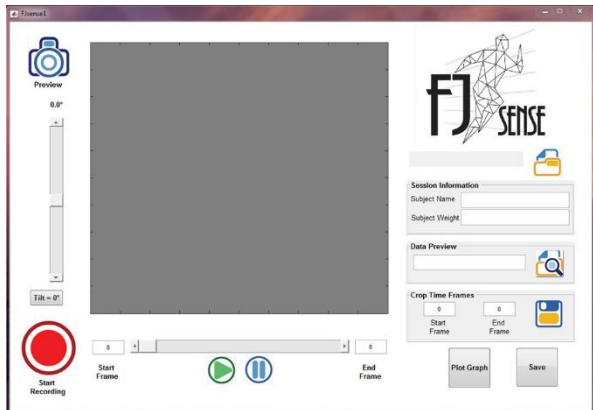 FJsense1
Preview
0.0°
Tilt = 0°
Start
Recording
0
Start
Frame
0
End
Frame
FJ SENSE
Session Information
Subject Name
Subject Weight
Data Preview
Crop Time Frames
0
Start
Frame
0
End
Frame
Plot Graph
Save